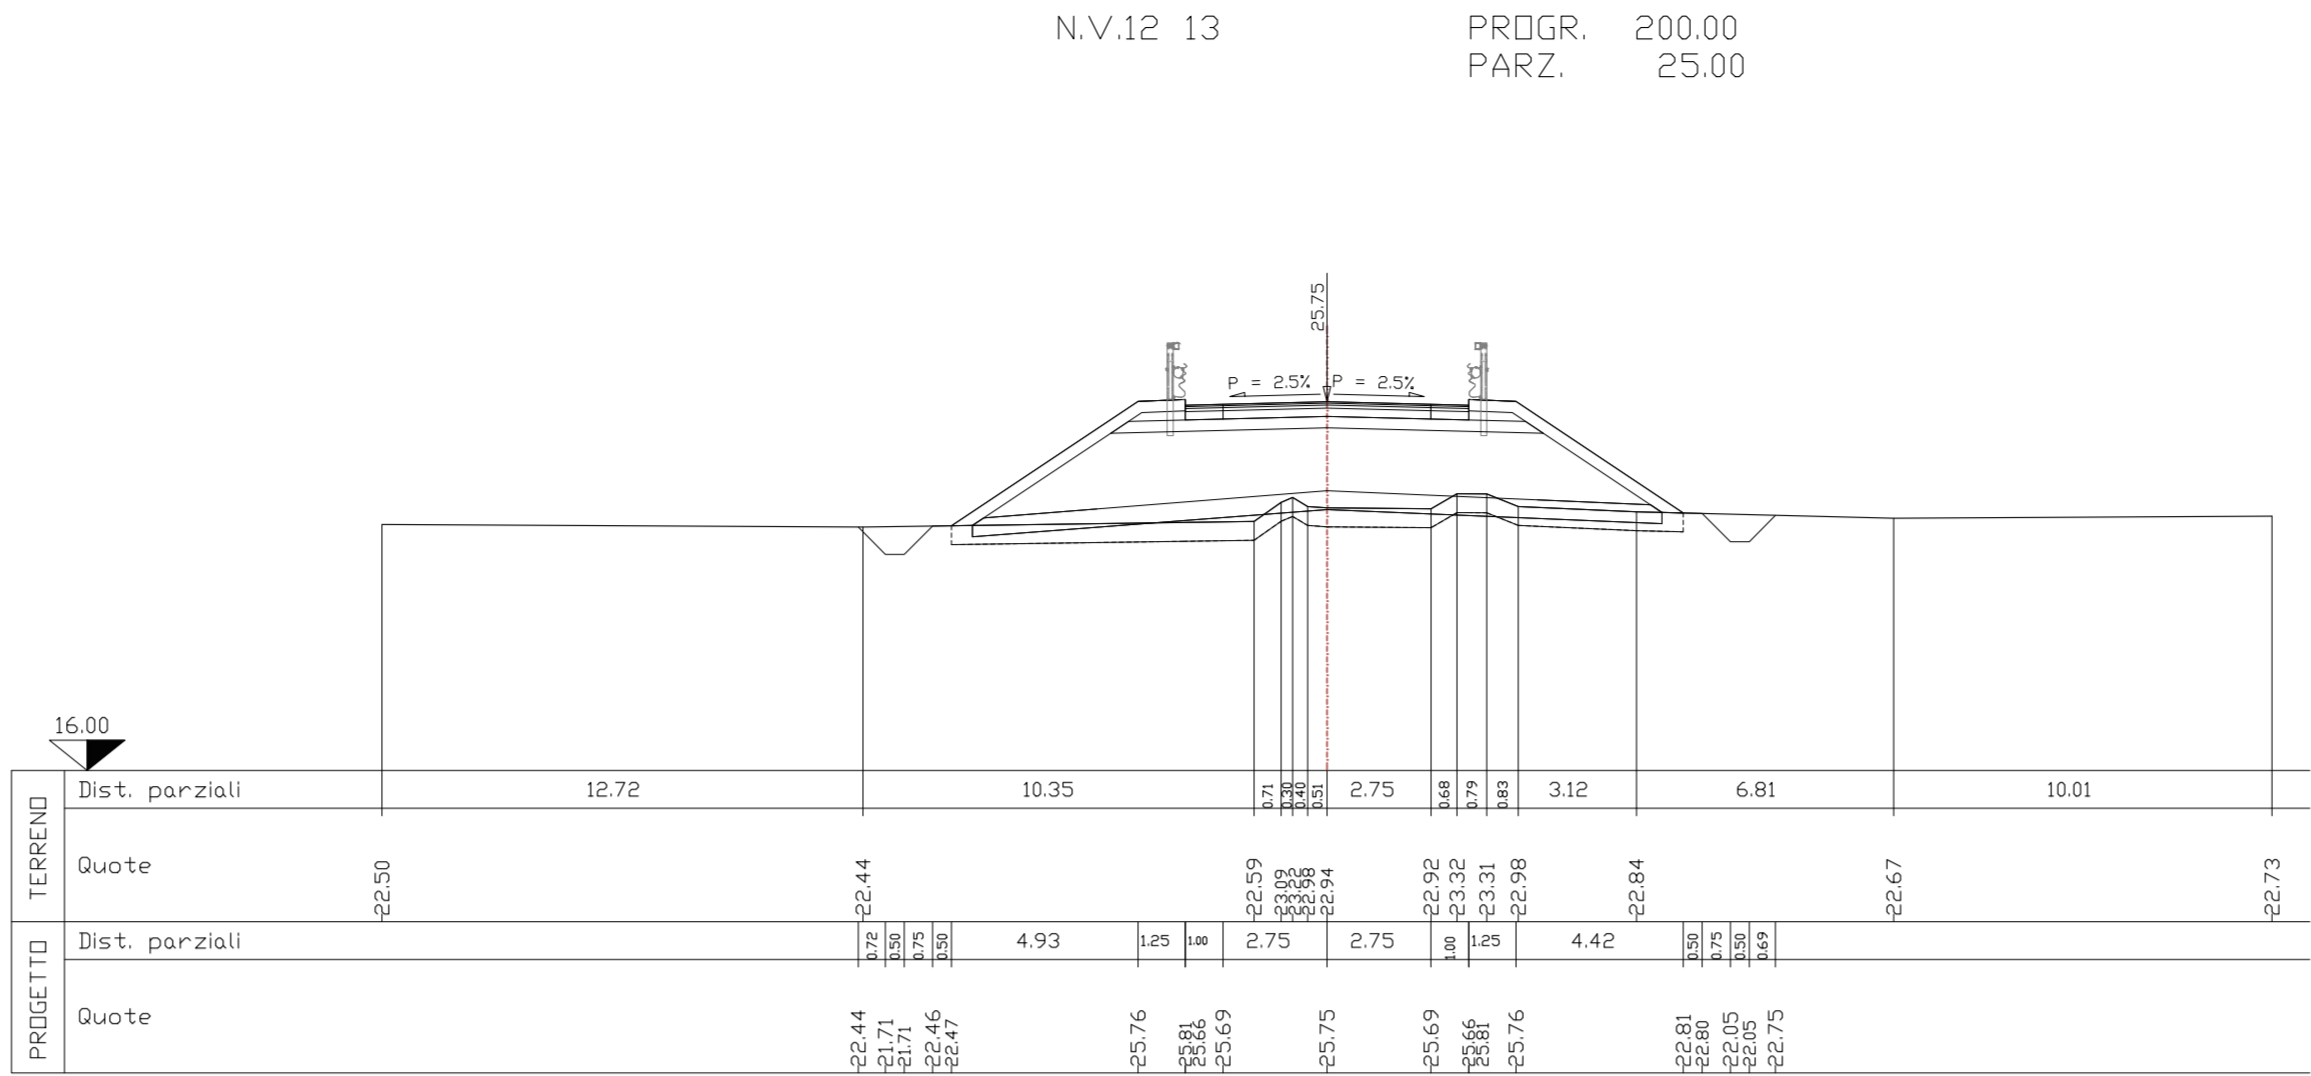 N.V.12 13
PROGR. 200.00
PARZ. 25.00
25.75
P = 2.5% P = 2.5%
16.00
TERRENO
Dist. parziali 12.72 10.35 0.71 0.30 0.40 0.51 2.75 0.68 0.79 0.83 3.12 6.81 10.01
Quote 22.50 22.44 22.59 23.09 23.22 22.98 22.94 22.92 23.32 23.31 22.98 22.84 22.67 22.73
PROGETTO
Dist. parziali 0.72 0.50 0.75 0.50 4.93 1.25 1.00 2.75 2.75 1.00 1.25 4.42 0.50 0.75 0.50 0.69
Quote 22.44 21.71 21.71 22.46 22.47 25.76 25.81 25.66 25.69 25.75 25.69 25.66 25.81 25.76 22.81 22.80 22.05 22.05 22.75